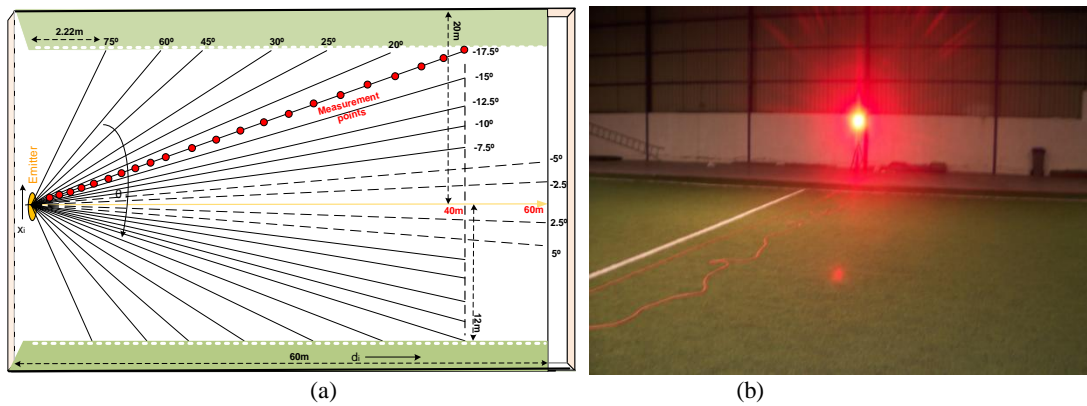 2.22m
20m
75º
60º
45º
30º
25º
20º
-17.5º
-15º
-12.5º
-10º
-7.5º
-5º
-2.5º
Measurement
points
Emitter
θ
xi
40m
60m
2.5º
5º
12m
60m
di
(a)
(b)